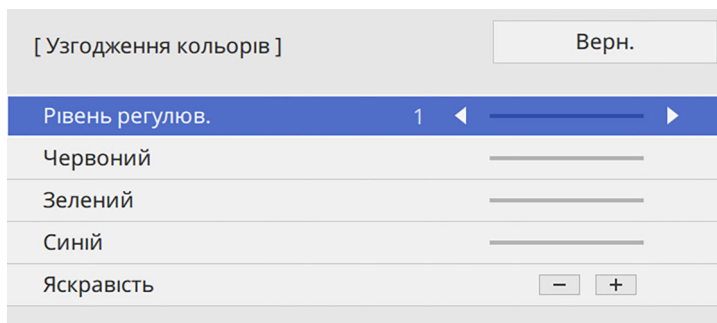 [ Узгодження кольорів ]
Верн.
Рівень регулюв. 1
Червоний
Зелений
Синій
Яскравість − +